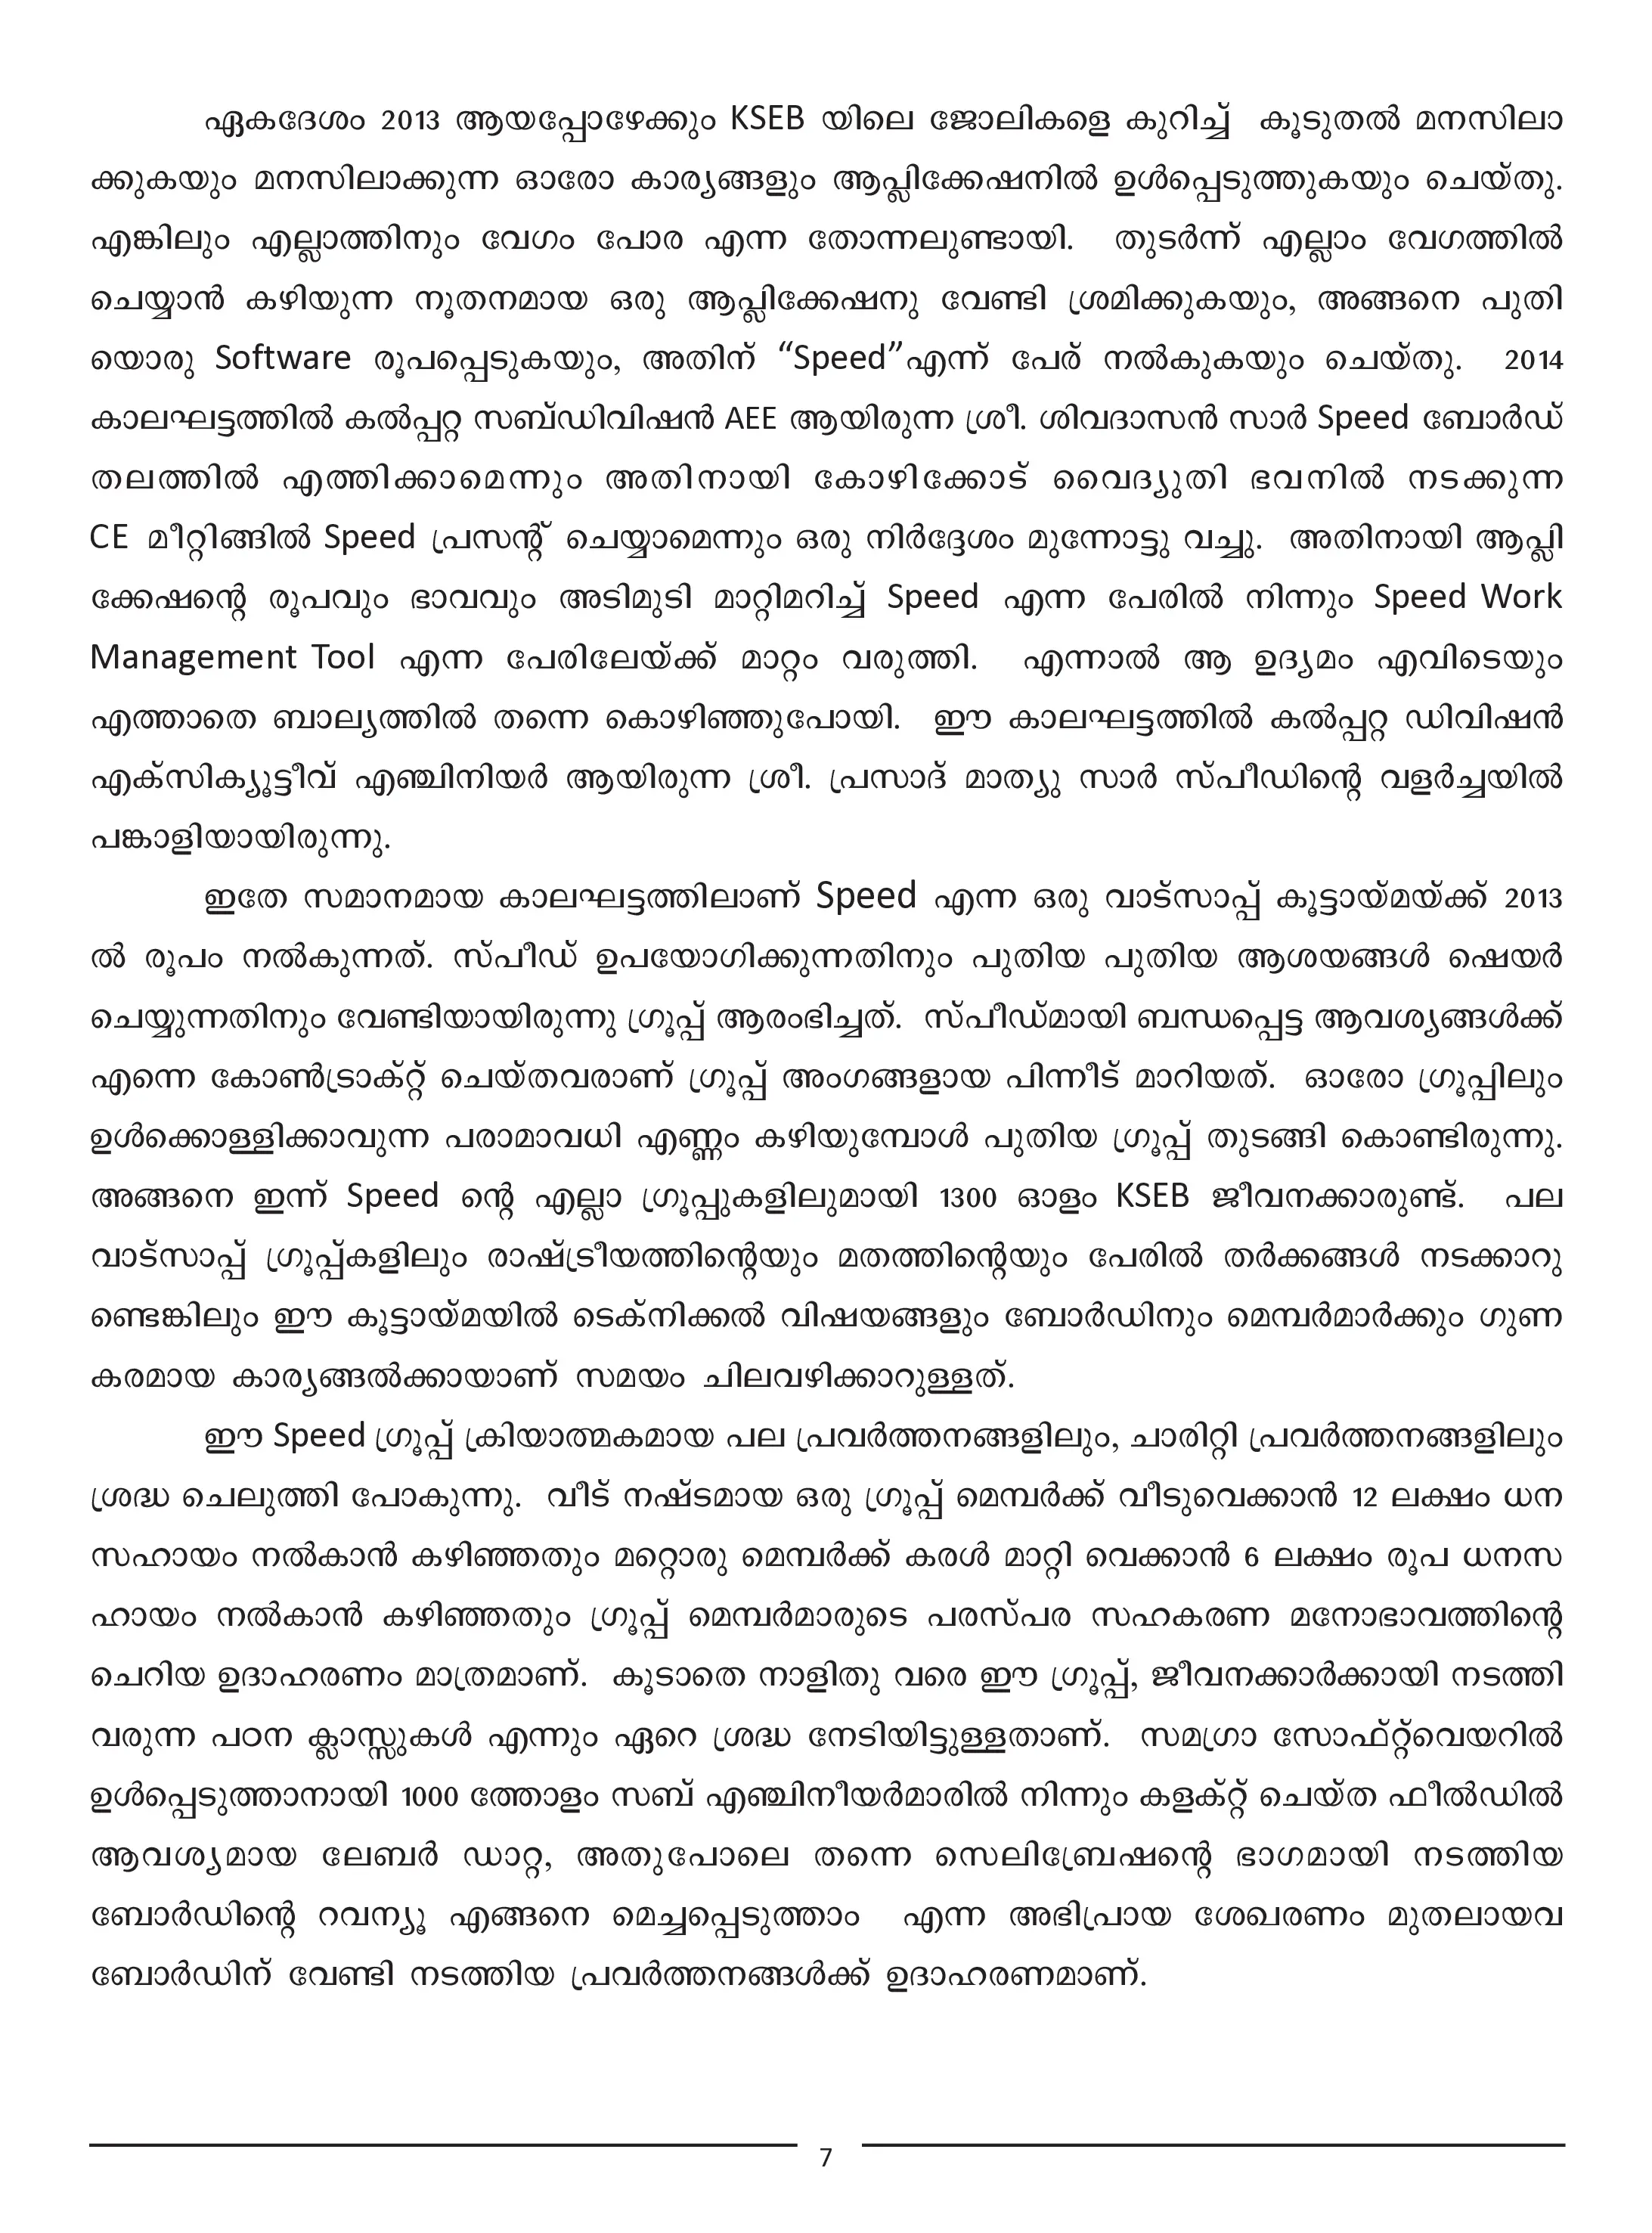 ഏകദേശം 2013 ആയപ്പോഴേക്കും KSEB യിലെ ജോലികളെ കുറിച്ച് കൂടുതൽ മനസിലാ
ക്കുകയും മനസിലാക്കുന്ന ഓരോ കാര്യങ്ങളും ആപ്ലിക്കേഷനിൽ ഉൾപ്പെടുത്തുകയും ചെയ്തു.
എങ്കിലും എല്ലാത്തിനും വേഗം പോര എന്ന തോന്നലുണ്ടായി. തുടർന്ന് എല്ലാം വേഗത്തിൽ
ചെയ്യാൻ കഴിയുന്ന നൂതനമായ ഒരു ആപ്ലിക്കേഷനു വേണ്ടി ശ്രമിക്കുകയും, അങ്ങനെ പുതി
യൊരു Software രൂപപ്പെടുകയും, അതിന് “Speed”എന്ന് പേര് നൽകുകയും ചെയ്തു. 2014
കാലഘട്ടത്തിൽ കൽപ്പറ്റ സബ്ഡിവിഷൻ AEE ആയിരുന്ന ശ്രീ. ശിവദാസൻ സാർ Speed ബോർഡ്
തലത്തിൽ എത്തിക്കാമെന്നും അതിനായി കോഴിക്കോട് വൈദ്യുതി ഭവനിൽ നടക്കുന്ന
CE മീറ്റിങ്ങിൽ Speed പ്രസന്റ് ചെയ്യാമെന്നും ഒരു നിർദ്ദേശം മുന്നോട്ടു വച്ചു. അതിനായി ആപ്ലി
ക്കേഷന്റെ രൂപവും ഭാവവും അടിമുടി മാറ്റിമറിച്ച് Speed എന്ന പേരിൽ നിന്നും Speed Work
Management Tool എന്ന പേരിലേയ്ക്ക് മാറ്റം വരുത്തി. എന്നാൽ ആ ഉദ്യമം എവിടെയും
എത്താതെ ബാല്യത്തിൽ തന്നെ കൊഴിഞ്ഞുപോയി. ഈ കാലഘട്ടത്തിൽ കൽപ്പറ്റ ഡിവിഷൻ
എക്സിക്യൂട്ടീവ് എഞ്ചിനിയർ ആയിരുന്ന ശ്രീ. പ്രസാദ് മാത്യു സാർ സ്പീഡിന്റെ വളർച്ചയിൽ
പങ്കാളിയായിരുന്നു.
ഇതേ സമാനമായ കാലഘട്ടത്തിലാണ് Speed എന്ന ഒരു വാട്സാപ്പ് കൂട്ടായ്മയ്ക്ക് 2013
ൽ രൂപം നൽകുന്നത്. സ്പീഡ് ഉപയോഗിക്കുന്നതിനും പുതിയ പുതിയ ആശയങ്ങൾ ഷെയർ
ചെയ്യുന്നതിനും വേണ്ടിയായിരുന്നു ഗ്രൂപ്പ് ആരംഭിച്ചത്. സ്പീഡ്മായി ബന്ധപ്പെട്ട ആവശ്യങ്ങൾക്ക്
എന്നെ കോൺട്രാക്റ്റ് ചെയ്തവരാണ് ഗ്രൂപ്പ് അംഗങ്ങളായ പിന്നീട് മാറിയത്. ഓരോ ഗ്രൂപ്പിലും
ഉൾക്കൊള്ളിക്കാവുന്ന പരാമാവധി എണ്ണം കഴിയുമ്പോൾ പുതിയ ഗ്രൂപ്പ് തുടങ്ങി കൊണ്ടിരുന്നു.
അങ്ങനെ ഇന്ന് Speed ന്റെ എല്ലാ ഗ്രൂപ്പുകളിലുമായി 1300 ഓളം KSEB ജീവനക്കാരുണ്ട്. പല
വാട്സാപ്പ് ഗ്രൂപ്പ്കളിലും രാഷ്ട്രീയത്തിന്റെയും മതത്തിന്റെയും പേരിൽ തർക്കങ്ങൾ നടക്കാറു
ണ്ടെങ്കിലും ഈ കൂട്ടായ്മയിൽ ടെക്നിക്കൽ വിഷയങ്ങളും ബോർഡിനും മെമ്പർമാർക്കും ഗുണ
കരമായ കാര്യങ്ങൽക്കായാണ് സമയം ചിലവഴിക്കാറുള്ളത്.
ഈ Speed ഗ്രൂപ്പ് ക്രിയാത്മകമായ പല പ്രവർത്തനങ്ങളിലും, ചാരിറ്റി പ്രവർത്തനങ്ങളിലും
ശ്രദ്ധ ചെലുത്തി പോകുന്നു. വീട് നഷ്ടമായ ഒരു ഗ്രൂപ്പ് മെമ്പർക്ക് വീടുവെക്കാൻ 12 ലക്ഷം ധന
സഹായം നൽകാൻ കഴിഞ്ഞതും മറ്റൊരു മെമ്പർക്ക് കരൾ മാറ്റി വെക്കാൻ 6 ലക്ഷം രൂപ ധനസ
ഹായം നൽകാൻ കഴിഞ്ഞതും ഗ്രൂപ്പ് മെമ്പർമാരുടെ പരസ്പര സഹകരണ മനോഭാവത്തിന്റെ
ചെറിയ ഉദാഹരണം മാത്രമാണ്. കൂടാതെ നാളിതു വരെ ഈ ഗ്രൂപ്പ്, ജീവനക്കാർക്കായി നടത്തി
വരുന്ന പഠന ക്ലാസ്സുകൾ എന്നും ഏറെ ശ്രദ്ധ നേടിയിട്ടുള്ളതാണ്. സമഗ്രാ സോഫ്റ്റ്വെയറിൽ
ഉൾപ്പെടുത്താനായി 1000 ത്തോളം സബ് എഞ്ചിനീയർമാരിൽ നിന്നും കളക്റ്റ് ചെയ്ത ഫീൽഡിൽ
ആവശ്യമായ ലേബർ ഡാറ്റ, അതുപോലെ തന്നെ സെലിബ്രേഷന്റെ ഭാഗമായി നടത്തിയ
ബോർഡിന്റെ റവന്യൂ എങ്ങനെ മെച്ചപ്പെടുത്താം എന്ന അഭിപ്രായ ശേഖരണം മുതലായവ
ബോർഡിന് വേണ്ടി നടത്തിയ പ്രവർത്തനങ്ങൾക്ക് ഉദാഹരണമാണ്.
7